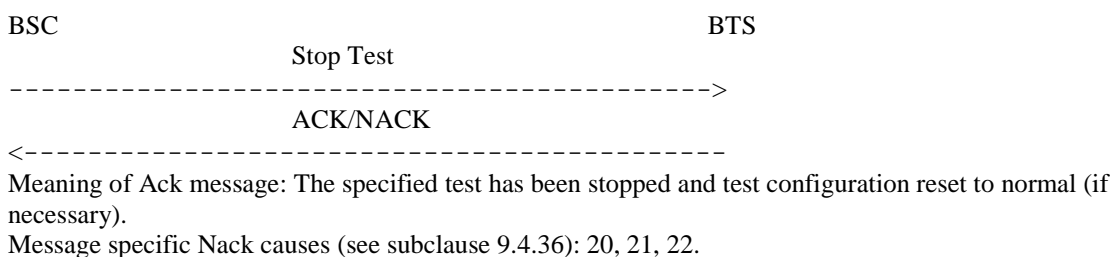 BSC BTS
Stop Test
-------------------------------------------->
ACK/NACK
<--------------------------------------------
Meaning of Ack message: The specified test has been stopped and test configuration reset to normal (if
necessary).
Message specific Nack causes (see subclause 9.4.36): 20, 21, 22.